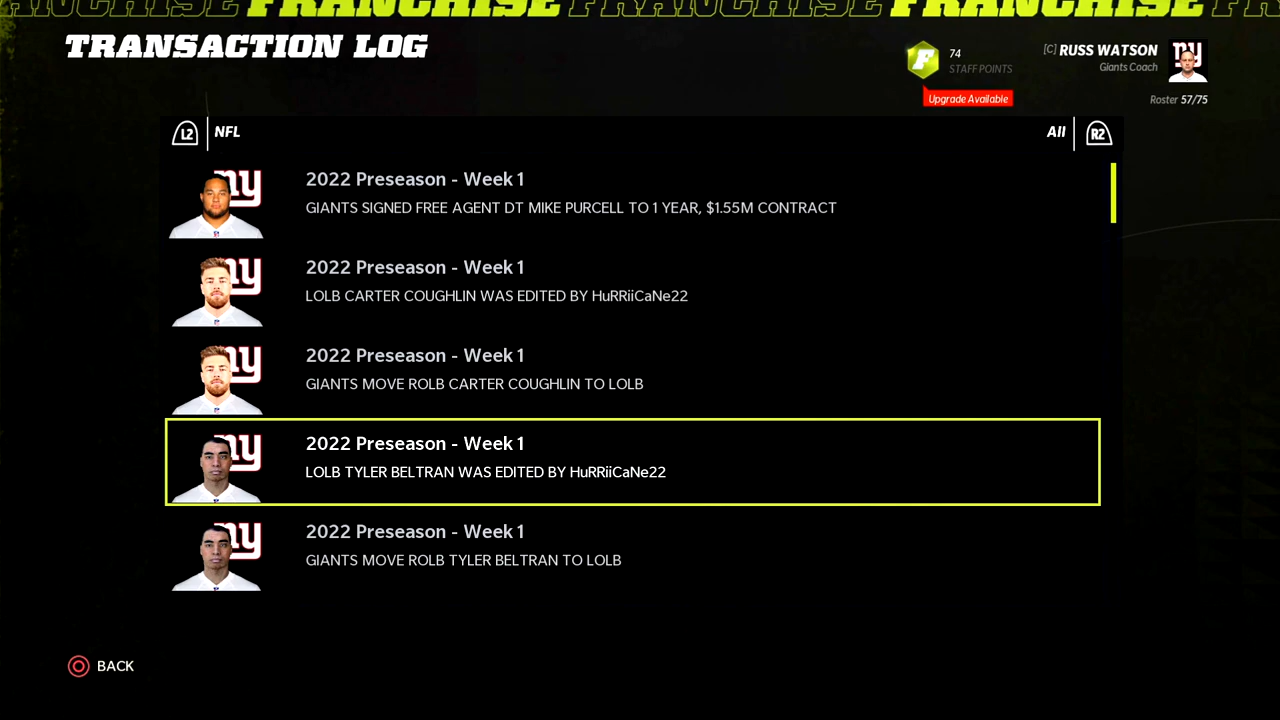 FRANCHISE FRANCHISE FRANCHISE FRANCHISE FR
TRANSACTION LOG
74
STAFF POINTS
Upgrade Available
[C] RUSS WATSON
Giants Coach
Roster 57/75
L2 NFL
All R2
2022 Preseason - Week 1
GIANTS SIGNED FREE AGENT DT MIKE PURCELL TO 1 YEAR, $1.55M CONTRACT
2022 Preseason - Week 1
LOLB CARTER COUGHLIN WAS EDITED BY HuRRiiCaNe22
2022 Preseason - Week 1
GIANTS MOVE ROLB CARTER COUGHLIN TO LOLB
2022 Preseason - Week 1
LOLB TYLER BELTRAN WAS EDITED BY HuRRiiCaNe22
2022 Preseason - Week 1
GIANTS MOVE ROLB TYLER BELTRAN TO LOLB
BACK